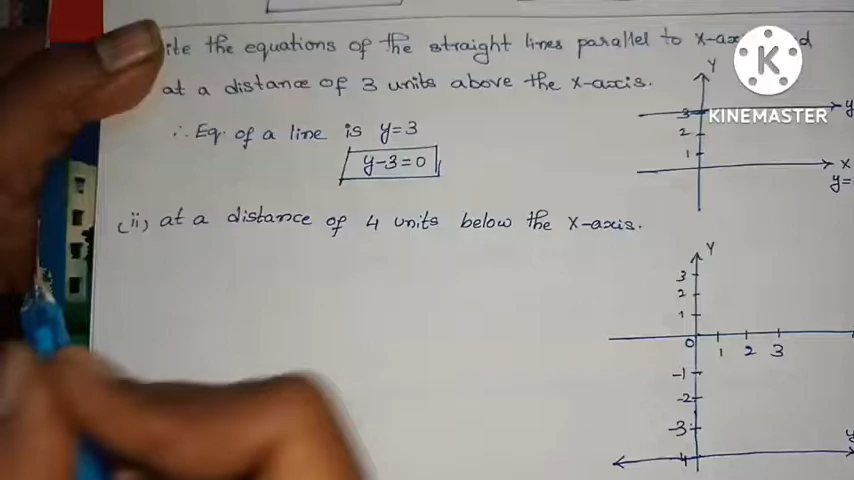 the equations of the straight lines parallel to X-
at a distance of 3 units above the X-axis.
∴ Eq. of a line is y=3
y-3=0
(ii) at a distance of 4 units below the X-axis.
Y
3
2
1
X
y=
K
KINEMASTER
Y
3
2
1
0
1 2 3
-1
-2
-3
-4
y